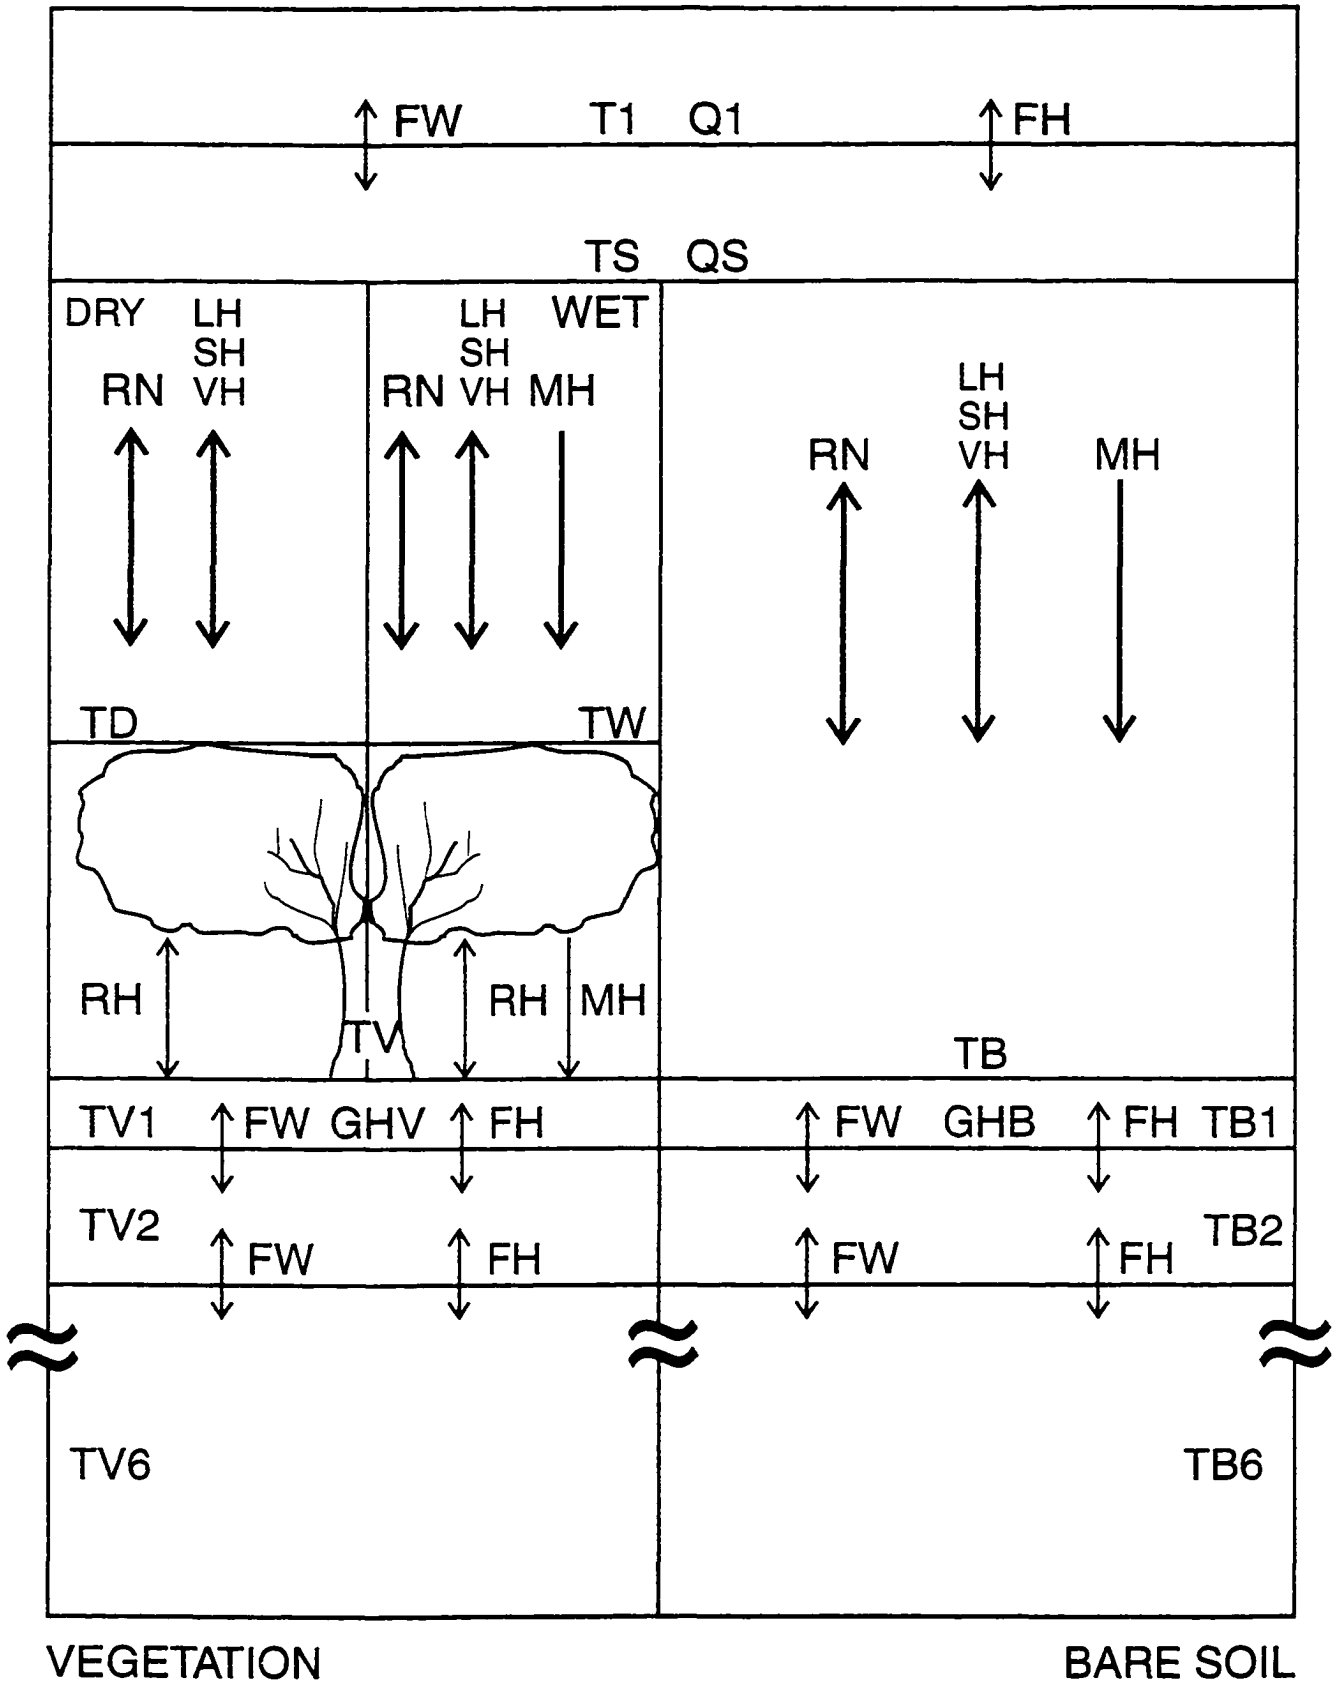 FW T1 Q1 FH
TS QS
DRY LH LH WET
SH SH
RN VH RN VH MH
LH
SH
RN VH MH
TD TW
RH RH MH
TV
TB
TV1 FW GHV FH FW GHB FH TB1
TV2 TB2
FW FH FW FH
TV6 TB6
VEGETATION BARE SOIL